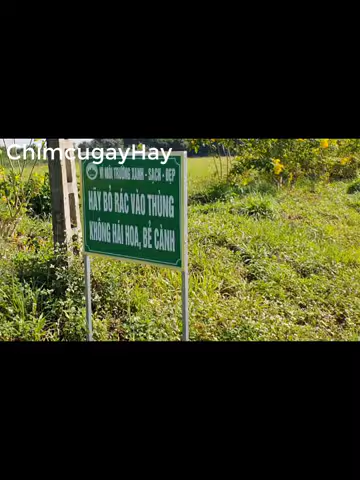 ChimcugayHay
VÌ MÔI TRƯỜNG XANH - SẠCH - ĐẸP
HÃY BỎ RÁC VÀO THÙNG
KHÔNG HÁI HOA, BẺ CÀNH